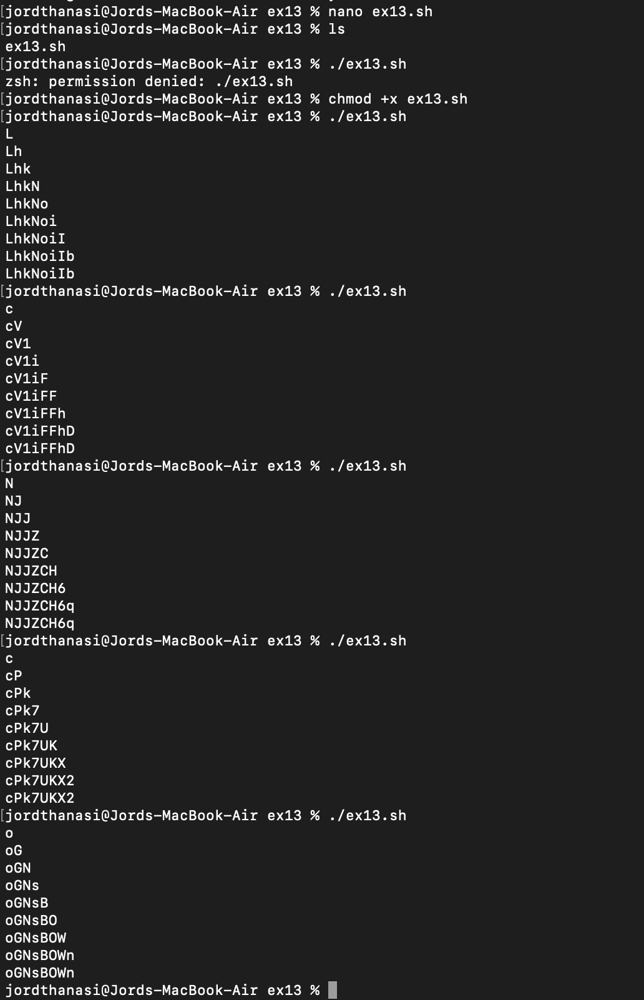 [jordthanasi@Jords-MacBook-Air ex13 % nano ex13.sh
[jordthanasi@Jords-MacBook-Air ex13 % ls
ex13.sh
[jordthanasi@Jords-MacBook-Air ex13 % ./ex13.sh
zsh: permission denied: ./ex13.sh
[jordthanasi@Jords-MacBook-Air ex13 % chmod +x ex13.sh
[jordthanasi@Jords-MacBook-Air ex13 % ./ex13.sh
L
Lh
Lhk
LhkN
LhkNo
LhkNoi
LhkNoiI
LhkNoiIb
LhkNoiIb
[jordthanasi@Jords-MacBook-Air ex13 % ./ex13.sh
c
cV
cV1
cV1i
cV1iF
cV1iFF
cV1iFFh
cV1iFFhD
cV1iFFhD
[jordthanasi@Jords-MacBook-Air ex13 % ./ex13.sh
N
NJ
NJJ
NJJZ
NJJZC
NJJZCH
NJJZCH6
NJJZCH6q
NJJZCH6q
[jordthanasi@Jords-MacBook-Air ex13 % ./ex13.sh
c
cP
cPk
cPk7
cPk7U
cPk7UK
cPk7UKX
cPk7UKX2
cPk7UKX2
[jordthanasi@Jords-MacBook-Air ex13 % ./ex13.sh
o
oG
oGN
oGNs
oGNsB
oGNsBO
oGNsBOW
oGNsBOWn
oGNsBOWn
jordthanasi@Jords-MacBook-Air ex13 %